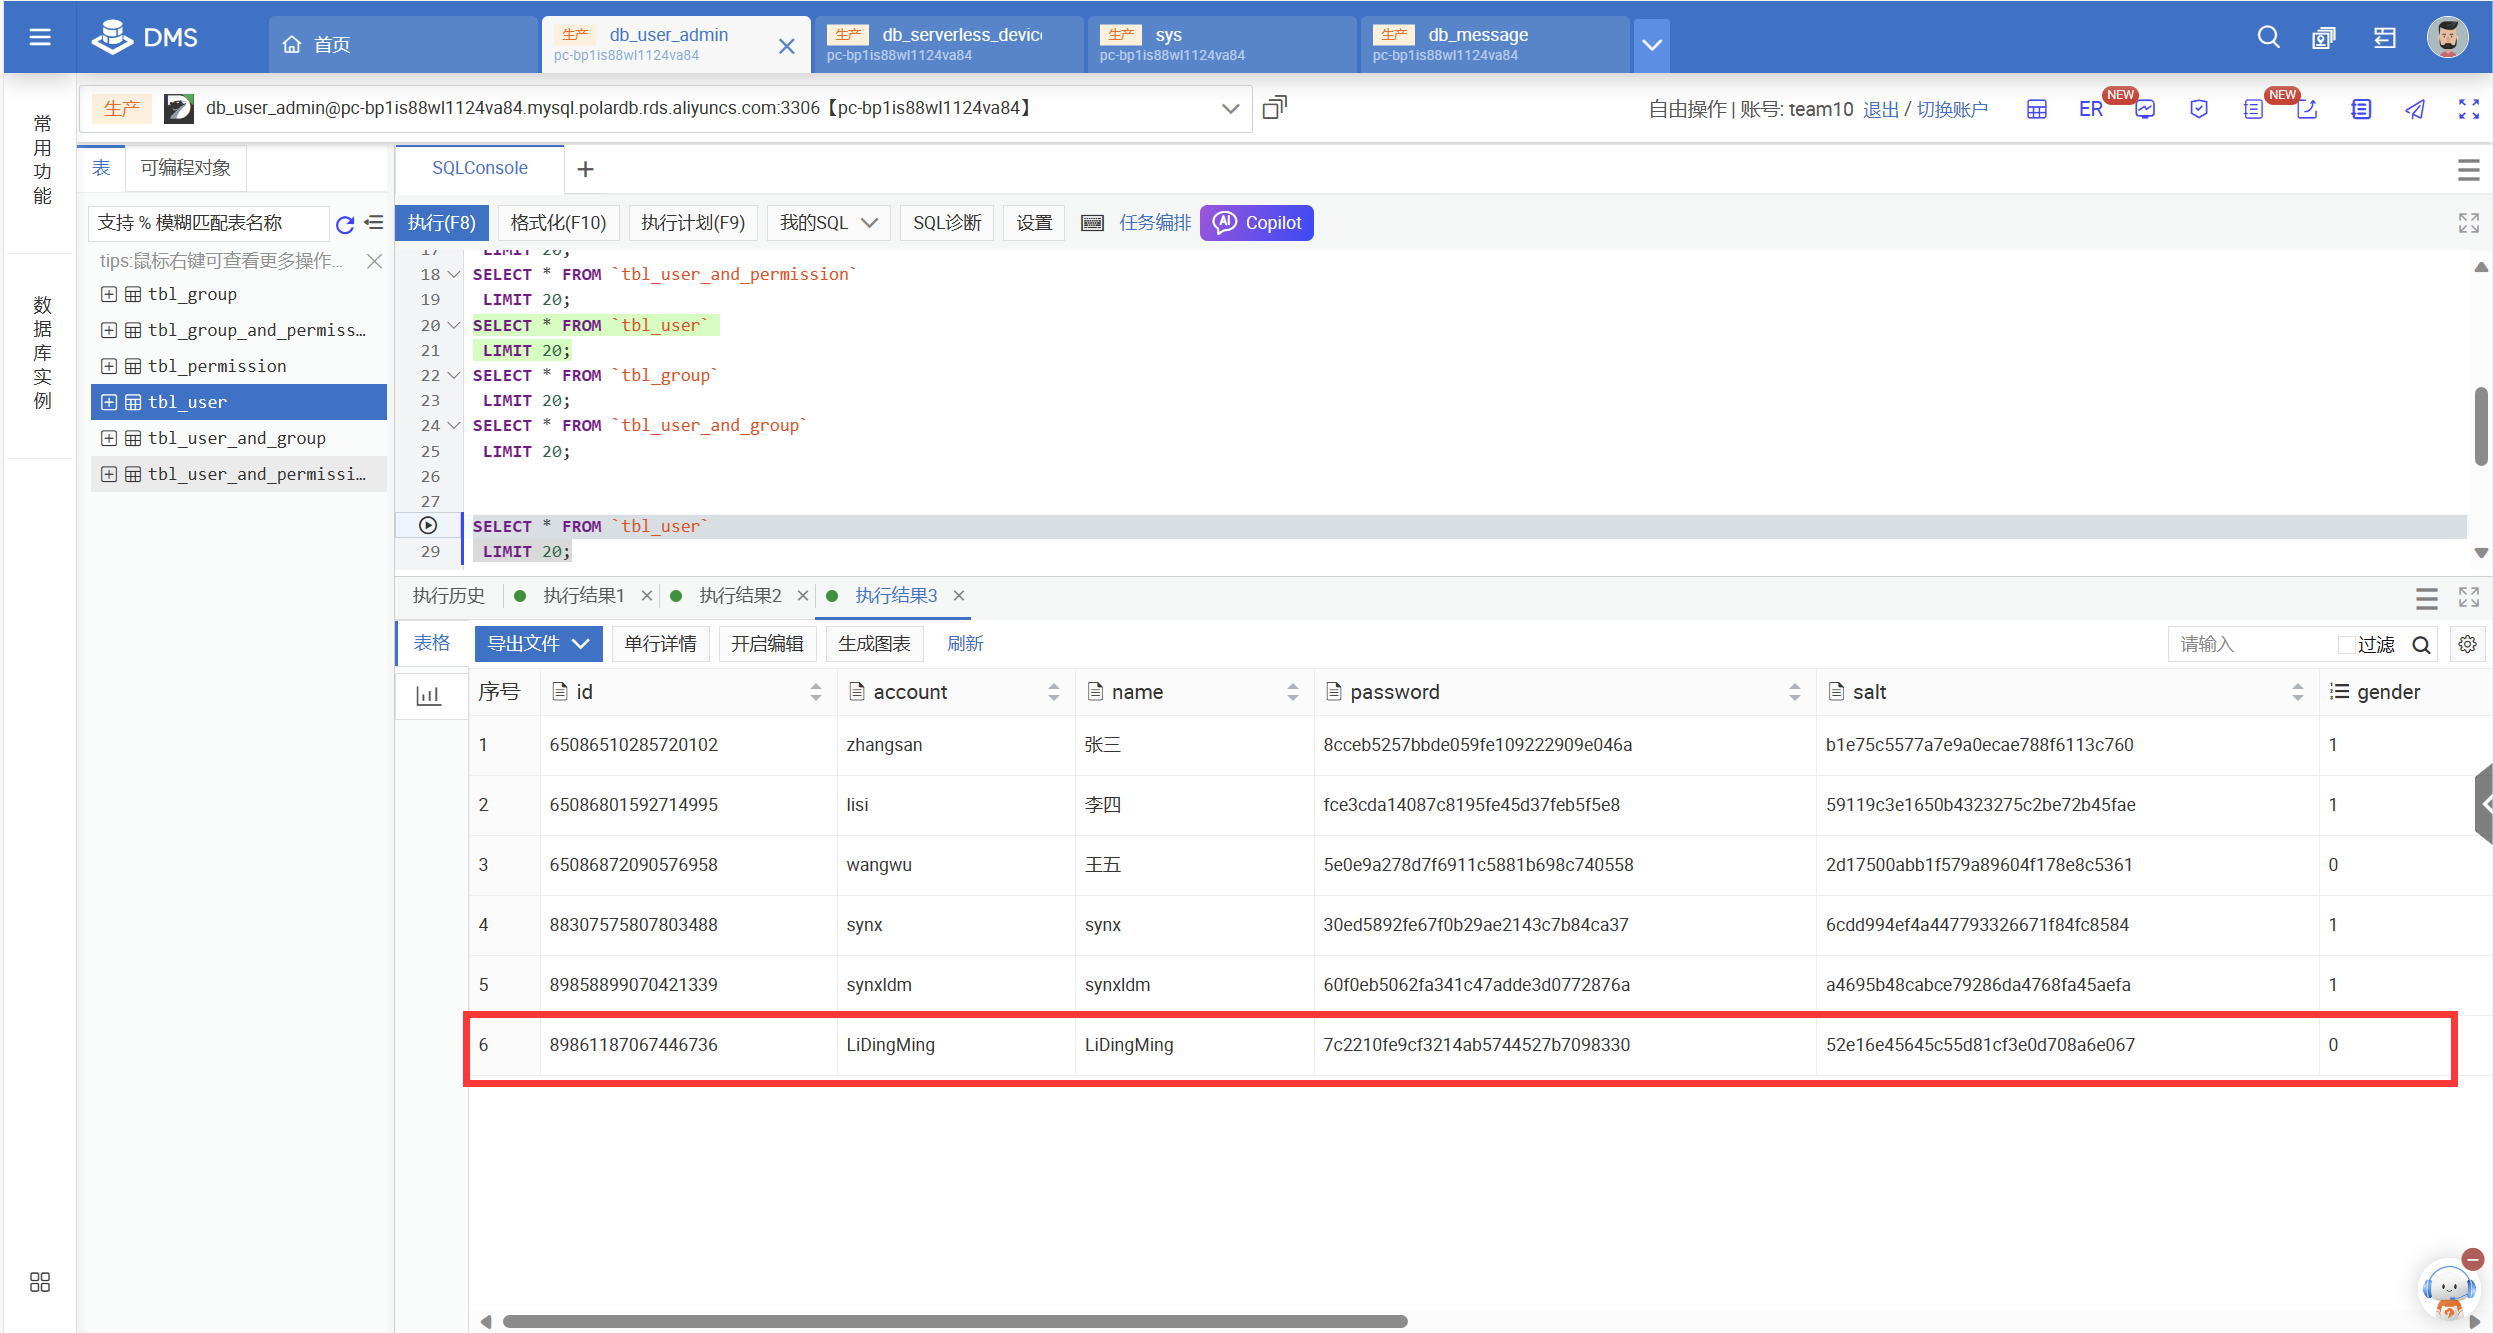 DMS
首页
生产 db_user_admin
pc-bp1is88wl1124va84
生产 db_serverless_device
pc-bp1is88wl1124va84
生产 sys
pc-bp1is88wl1124va84
生产 db_message
pc-bp1is88wl1124va84
常用功能
数据库实例
生产 db_user_admin@pc-bp1is88wl1124va84.mysql.polardb.rds.aliyuncs.com:3306【pc-bp1is88wl1124va84】
自由操作 | 账号: team10 退出 / 切换账户 ER NEW NEW
表 可编程对象
支持 % 模糊匹配表名称
tips:鼠标右键可查看更多操作...
tbl_group
tbl_group_and_permiss…
tbl_permission
tbl_user
tbl_user_and_group
tbl_user_and_permissi…
SQLConsole +
执行(F8) 格式化(F10) 执行计划(F9) 我的SQL SQL诊断 设置 任务编排 AI Copilot
17 LIMIT 20;
18 SELECT * FROM `tbl_user_and_permission`
19 LIMIT 20;
20 SELECT * FROM `tbl_user`
21 LIMIT 20;
22 SELECT * FROM `tbl_group`
23 LIMIT 20;
24 SELECT * FROM `tbl_user_and_group`
25 LIMIT 20;
26
27
SELECT * FROM `tbl_user`
29 LIMIT 20;
执行历史 执行结果1 执行结果2 执行结果3
表格 导出文件 单行详情 开启编辑 生成图表 刷新 请输入 过滤
序号 id account name password salt gender
1 65086510285720102 zhangsan 张三 8cceb5257bbde059fe109222909e046a b1e75c5577a7e9a0ecae788f6113c760 1
2 65086801592714995 lisi 李四 fce3cda14087c8195fe45d37feb5f5e8 59119c3e1650b4323275c2be72b45fae 1
3 65086872090576958 wangwu 王五 5e0e9a278d7f6911c5881b698c740558 2d17500abb1f579a89604f178e8c5361 0
4 88307575807803488 synx synx 30ed5892fe67f0b29ae2143c7b84ca37 6cdd994ef4a447793326671f84fc8584 1
5 89858899070421339 synxldm synxldm 60f0eb5062fa341c47adde3d0772876a a4695b48cabce79286da4768fa45aefa 1
6 89861187067446736 LiDingMing LiDingMing 7c2210fe9cf3214ab5744527b7098330 52e16e45645c55d81cf3e0d708a6e067 0